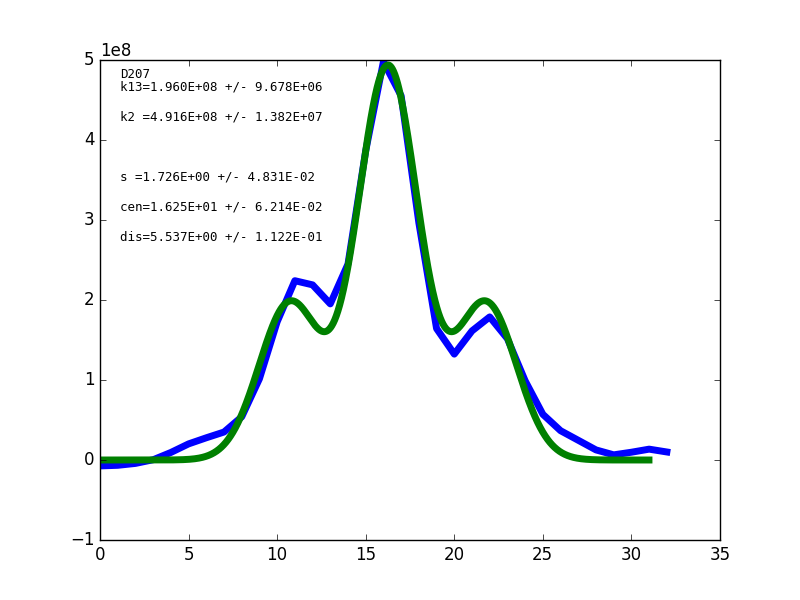 1e8
5
D207
k13=1.960E+08 +/- 9.678E+06
k2 =4.916E+08 +/- 1.382E+07
4
s =1.726E+00 +/- 4.831E-02
cen=1.625E+01 +/- 6.214E-02
3
dis=5.537E+00 +/- 1.122E-01
2
1
0
−1
0 5 10 15 20 25 30 35